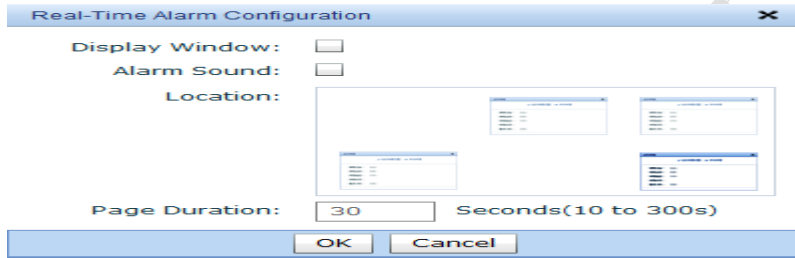 Real-Time Alarm Configuration
Display Window:
Alarm Sound:
Location:
Page Duration: 30 Seconds(10 to 300s)
OK Cancel